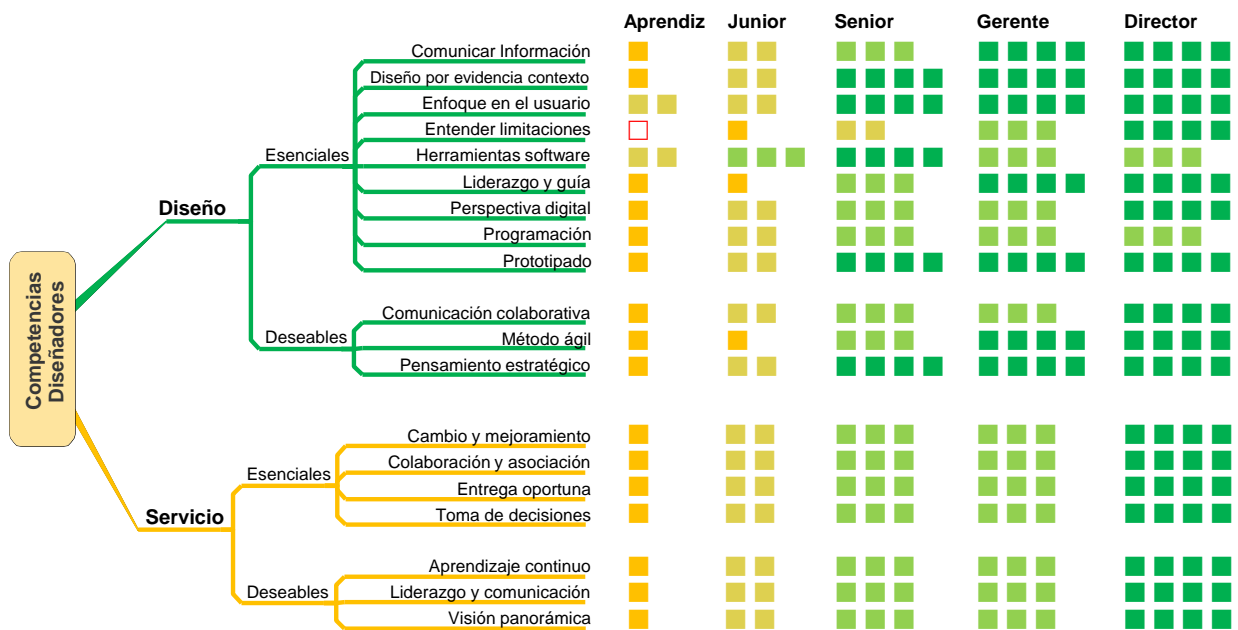 Aprendiz Junior Senior Gerente Director
Comunicar Información
Diseño por evidencia contexto
Enfoque en el usuario
Entender limitaciones
Esenciales
Herramientas software
Liderazgo y guía
Diseño
Perspectiva digital
Programación
Prototipado
Competencias
Diseñadores
Comunicación colaborativa
Deseables
Método ágil
Pensamiento estratégico
Cambio y mejoramiento
Colaboración y asociación
Esenciales
Entrega oportuna
Servicio
Toma de decisiones
Aprendizaje continuo
Deseables
Liderazgo y comunicación
Visión panorámica